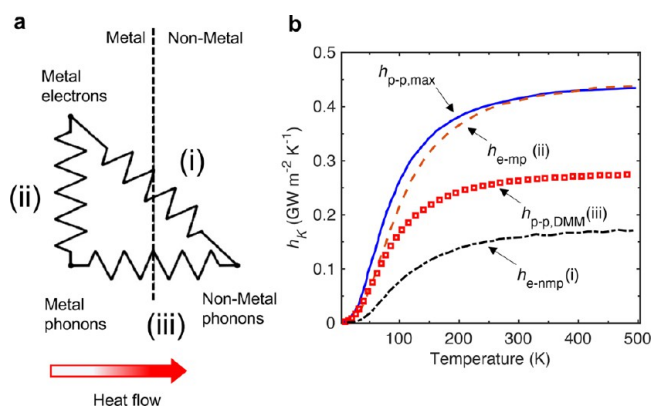 a
Metal
Non-Metal
Metal
electrons
(i)
(ii)
Metal
phonons
(iii)
Non-Metal
phonons
Heat flow
b
0.5
0.4
0.3
0.2
0.1
0
h_K (GW m⁻² K⁻¹)
h_p-p,max
h_e-mp (ii)
h_p-p,DMM (iii)
h_e-nmp (i)
100 200 300 400 500
Temperature (K)